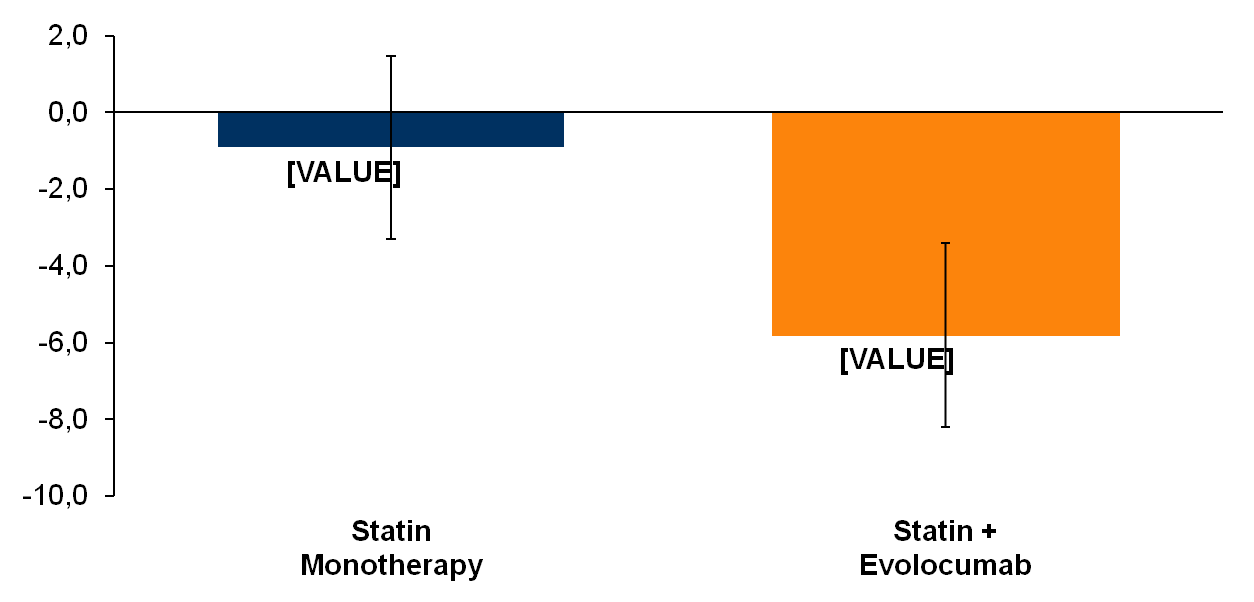 2,0
0,0
-2,0
-4,0
-6,0
-8,0
-10,0
[VALUE]
[VALUE]
Statin
Monotherapy
Statin +
Evolocumab